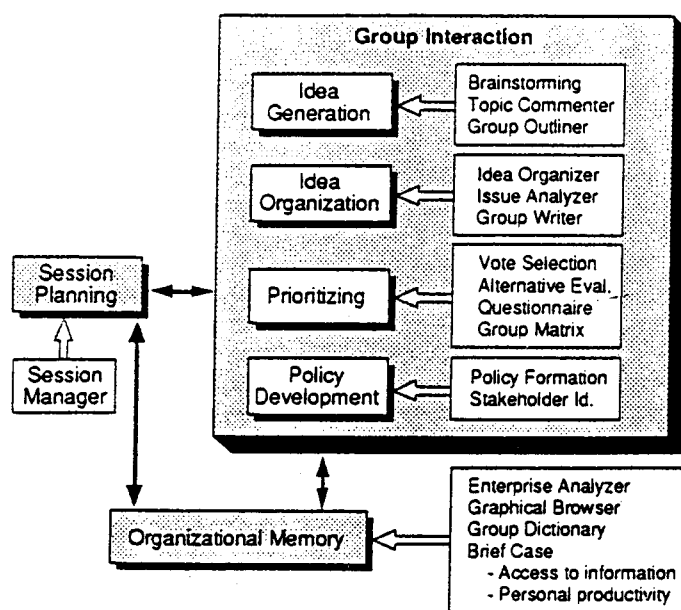 Group Interaction
Idea
Generation
Brainstorming
Topic Commenter
Group Outliner
Idea
Organization
Idea Organizer
Issue Analyzer
Group Writer
Session
Planning
Prioritizing
Vote Selection
Alternative Eval.
Questionnaire
Group Matrix
Session
Manager
Policy
Development
Policy Formation
Stakeholder Id.
Organizational Memory
Enterprise Analyzer
Graphical Browser
Group Dictionary
Brief Case
- Access to information
- Personal productivity